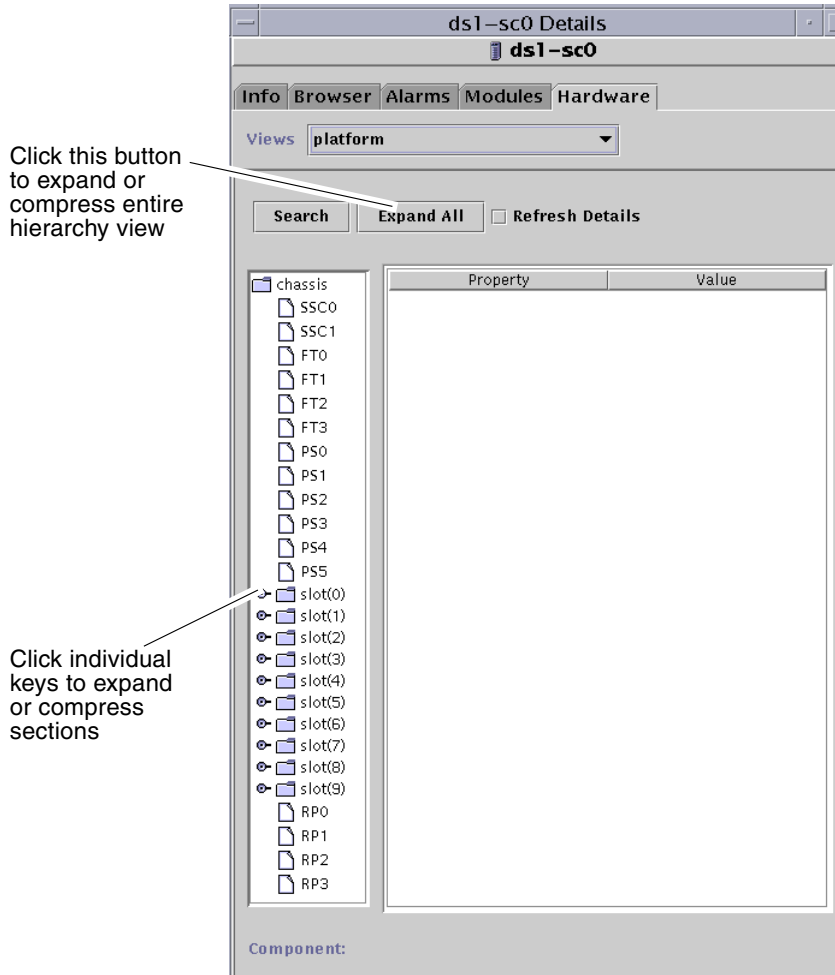 ds1-sc0 Details
ds1-sc0
Info Browser Alarms Modules Hardware
Views platform
Click this button
to expand or
compress entire
hierarchy view
Search Expand All Refresh Details
Property Value
chassis
SSC0
SSC1
FT0
FT1
FT2
FT3
PS0
PS1
PS2
PS3
PS4
PS5
slot(0)
slot(1)
slot(2)
slot(3)
slot(4)
slot(5)
slot(6)
slot(7)
slot(8)
slot(9)
RP0
RP1
RP2
RP3
Click individual
keys to expand
or compress
sections
Component: